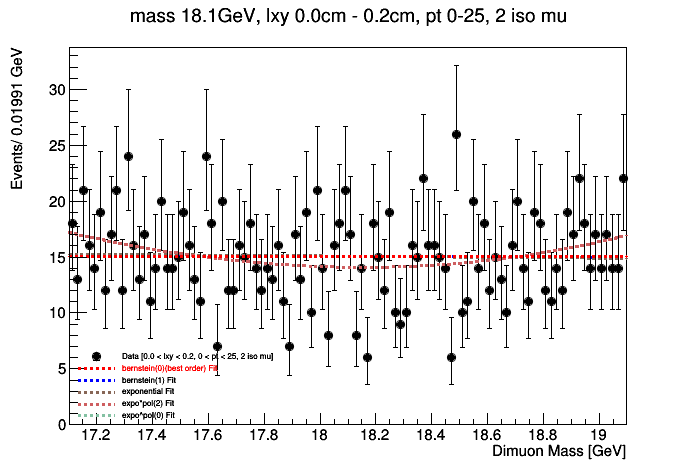 mass 18.1GeV, lxy 0.0cm - 0.2cm, pt 0-25, 2 iso mu
Events/ 0.01991 GeV
30
25
20
15
10
5
0
Data [0.0 < lxy < 0.2, 0 < pt < 25, 2 iso mu]
bernstein(0)(best order) Fit
bernstein(1) Fit
exponential Fit
expo*pol(2) Fit
expo^pol(0) Fit
17.2 17.4 17.6 17.8 18 18.2 18.4 18.6 18.8 19
Dimuon Mass [GeV]